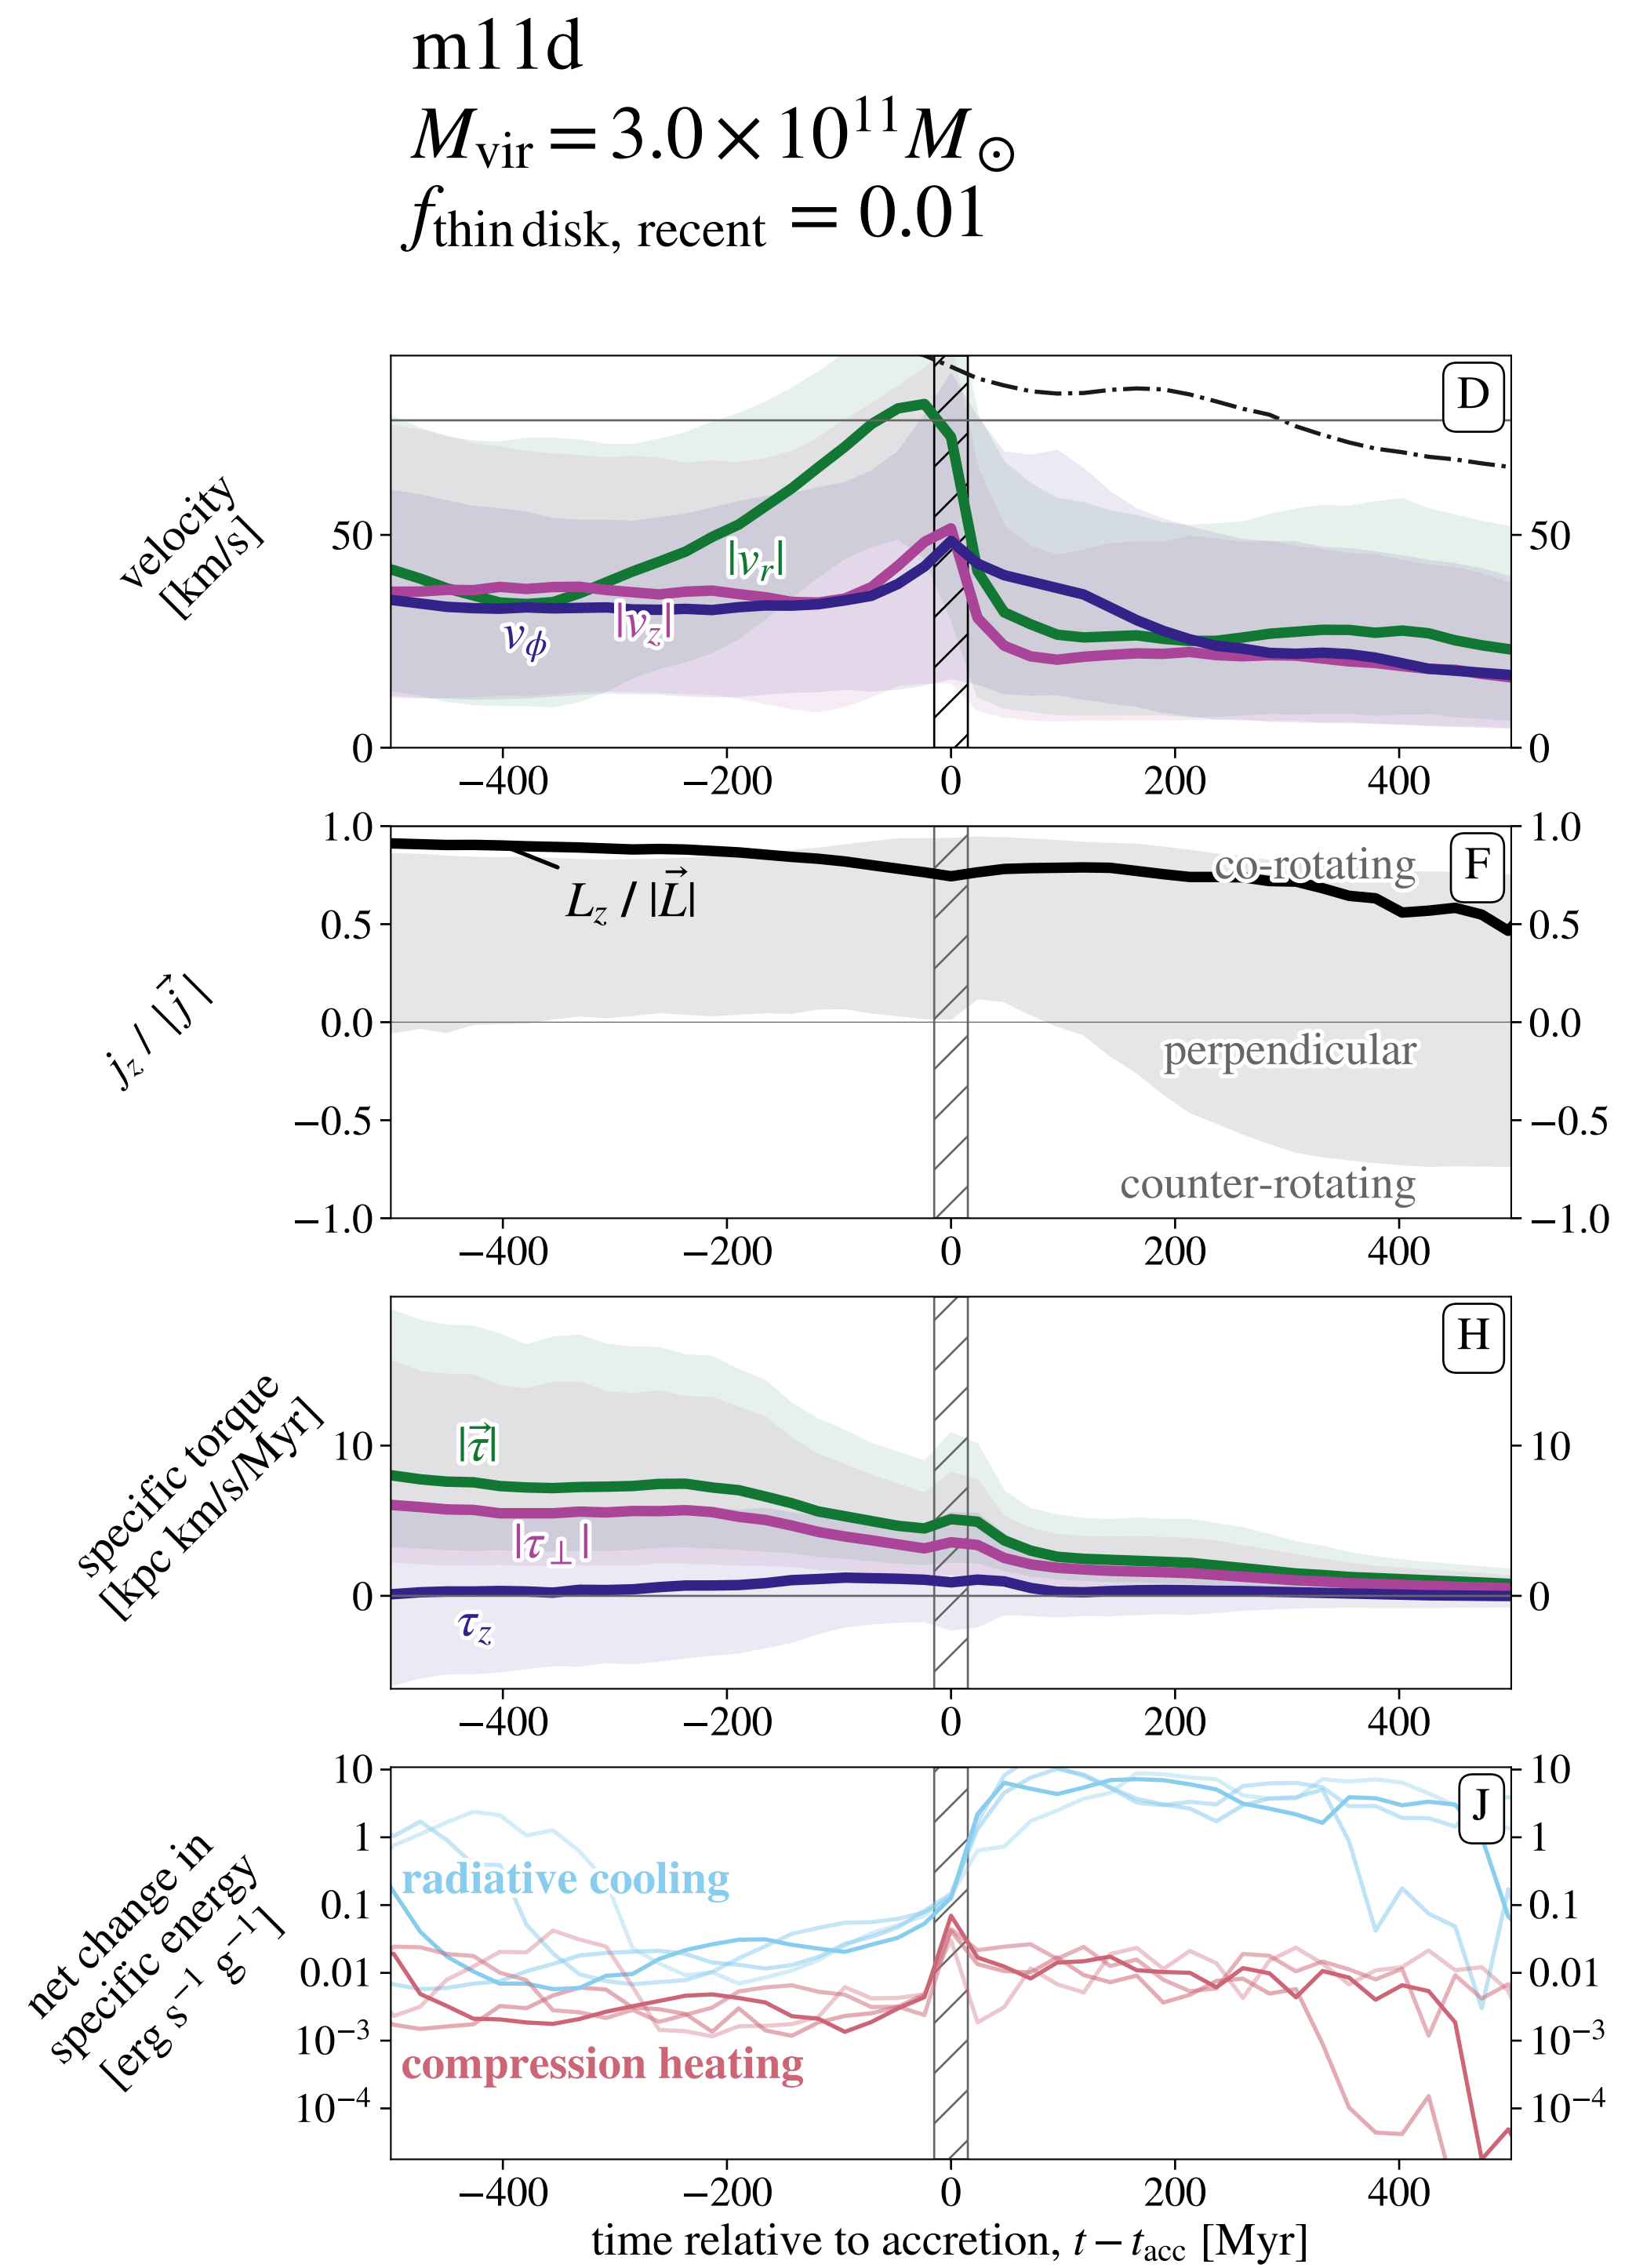 m11d
M_vir = 3.0 × 10^11 M_⊙
f_thin disk, recent = 0.01
velocity
[km/s]
50
0
50
0
D
|v_r|
|v_z|
v_ϕ
−400 −200 0 200 400
j_z / |j⃗|
1.0
0.5
0.0
−0.5
−1.0
1.0
0.5
0.0
−0.5
−1.0
F
co-rotating
L_z / |L⃗|
perpendicular
counter-rotating
−400 −200 0 200 400
specific torque
[kpc km/s/Myr]
10
0
10
0
H
|τ⃗|
|τ_⊥|
τ_z
−400 −200 0 200 400
net change in
specific energy
[erg s^−1 g^−1]
10
1
0.1
0.01
10^−3
10^−4
10
1
0.1
0.01
10^−3
10^−4
J
radiative cooling
compression heating
−400 −200 0 200 400
time relative to accretion, t − t_acc [Myr]